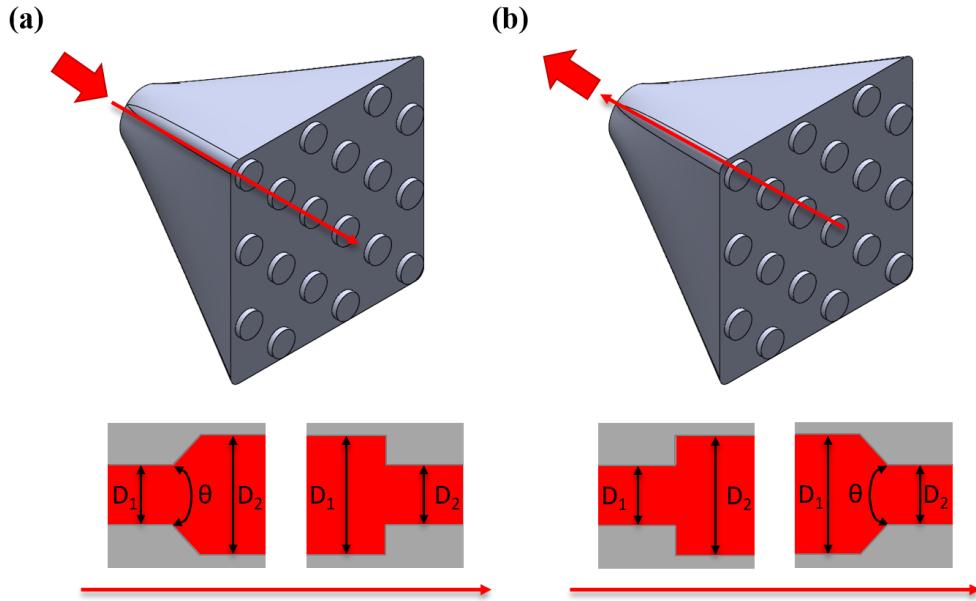 (a)
(b)
D₁ θ D₂
D₁ D₂
D₁ D₂
D₁ θ D₂